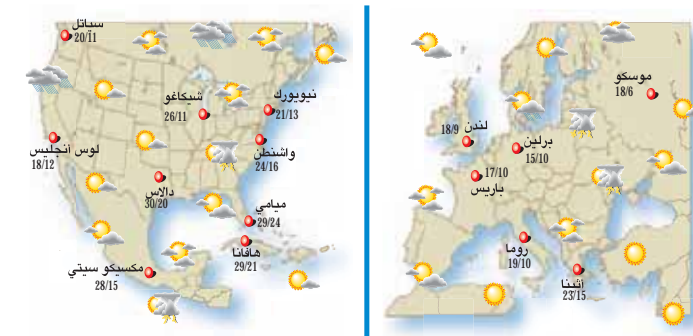 سياتل
20/11
شيكاغو
26/11
نيويورك
21/13
لوس أنجليس
18/12
واشنطن
24/16
دالاس
30/20
ميامي
29/24
هافانا
29/21
مكسيكو سيتي
28/15
موسكو
18/6
لندن
18/9
برلين
15/10
17/10
باريس
روما
19/10
أثينا
23/15